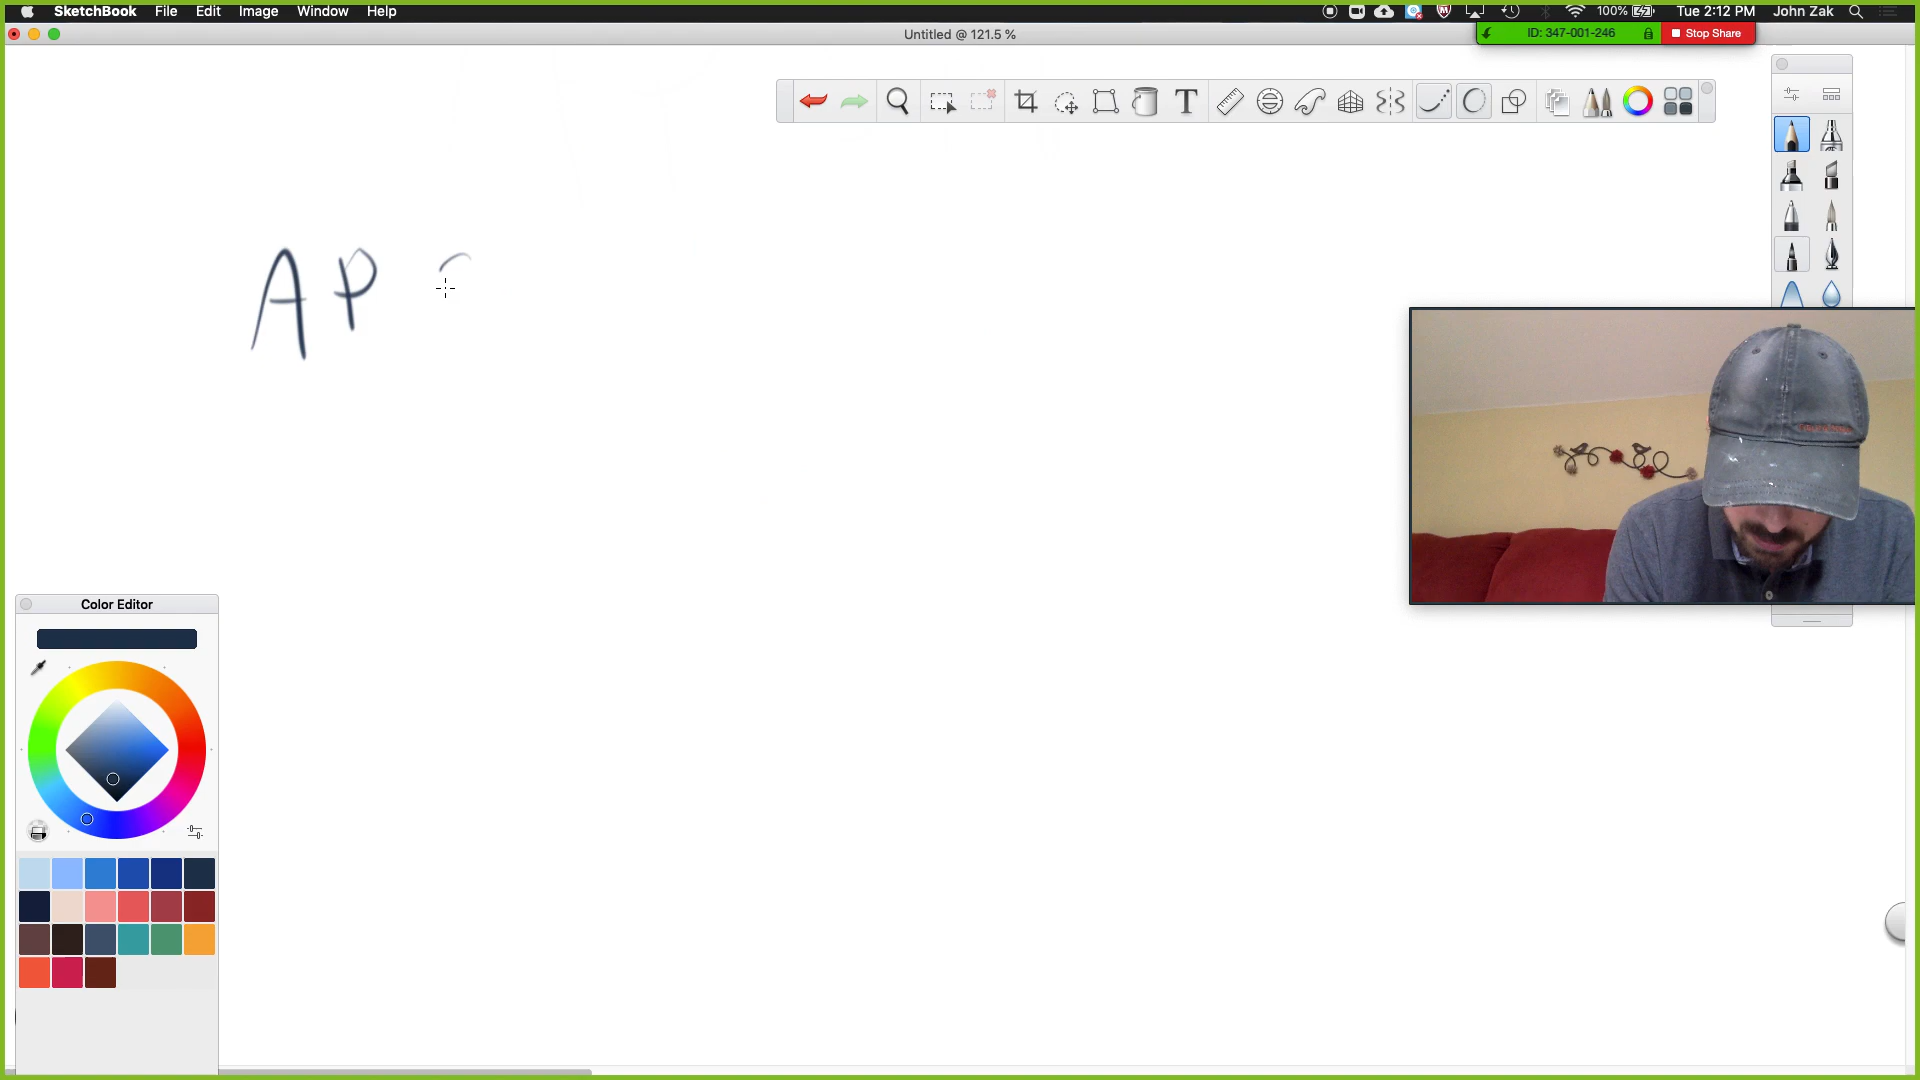 SketchBook File Edit Image Window Help 100% Tue 2:12 PM John Zak
Untitled @ 121.5 %
ID: 347-001-246 Stop Share
T
A P
Color Editor